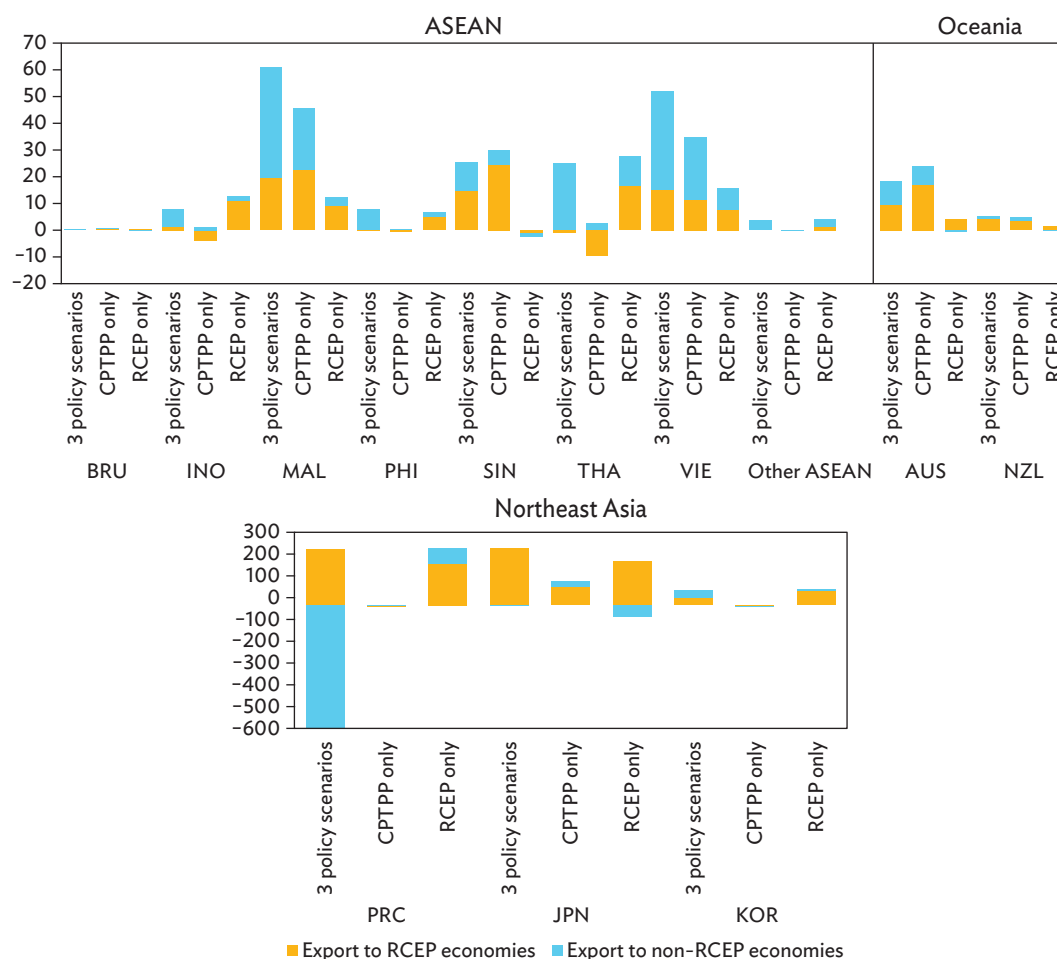 ASEAN Oceania
70
60
50
40
30
20
10
0
−10
−20
3 policy scenarios CPTPP only RCEP only 3 policy scenarios CPTPP only RCEP only 3 policy scenarios CPTPP only RCEP only 3 policy scenarios CPTPP only RCEP only 3 policy scenarios CPTPP only RCEP only 3 policy scenarios CPTPP only RCEP only 3 policy scenarios CPTPP only RCEP only 3 policy scenarios CPTPP only RCEP only 3 policy scenarios CPTPP only RCEP only 3 policy scenarios CPTPP only RCEP only
BRU INO MAL PHI SIN THA VIE Other ASEAN AUS NZL
Northeast Asia
300
200
100
0
−100
−200
−300
−400
−500
−600
3 policy scenarios CPTPP only RCEP only 3 policy scenarios CPTPP only RCEP only 3 policy scenarios CPTPP only RCEP only
PRC JPN KOR
Export to RCEP economies Export to non−RCEP economies